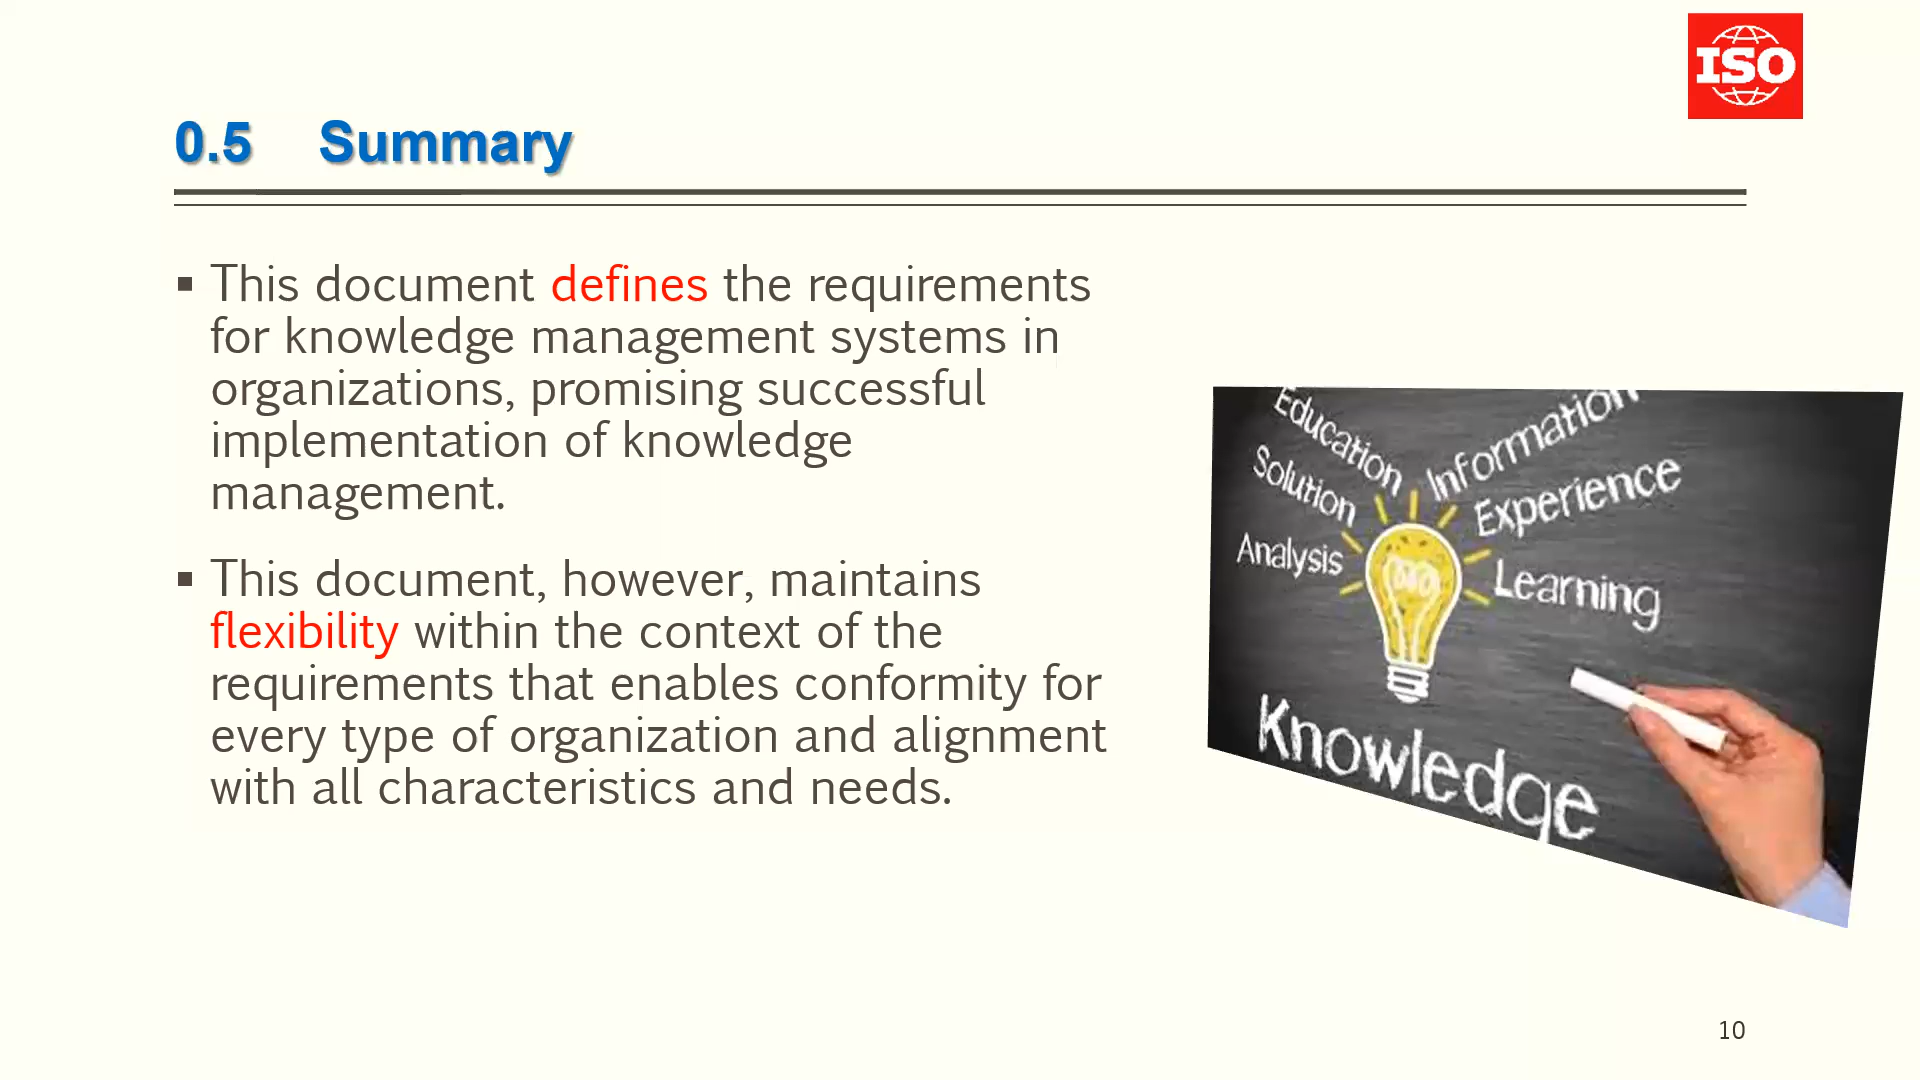 ISO
0.5 Summary
▪ This document defines the requirements
for knowledge management systems in
organizations, promising successful
implementation of knowledge
management.
▪ This document, however, maintains
flexibility within the context of the
requirements that enables conformity for
every type of organization and alignment
with all characteristics and needs.
Education
Information
Solution
Experience
Analysis
Learning
Knowledge
10